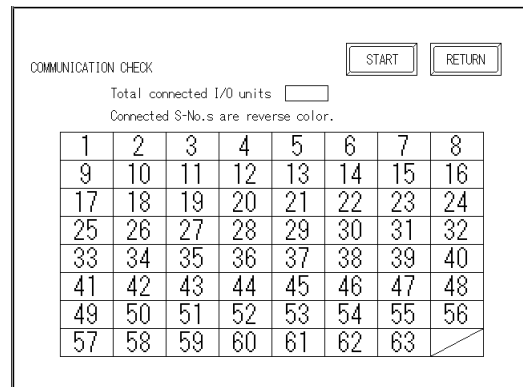 START RETURN
COMMUNICATION CHECK
Total connected I/O units
Connected S-No.s are reverse color.
1 2 3 4 5 6 7 8
9 10 11 12 13 14 15 16
17 18 19 20 21 22 23 24
25 26 27 28 29 30 31 32
33 34 35 36 37 38 39 40
41 42 43 44 45 46 47 48
49 50 51 52 53 54 55 56
57 58 59 60 61 62 63